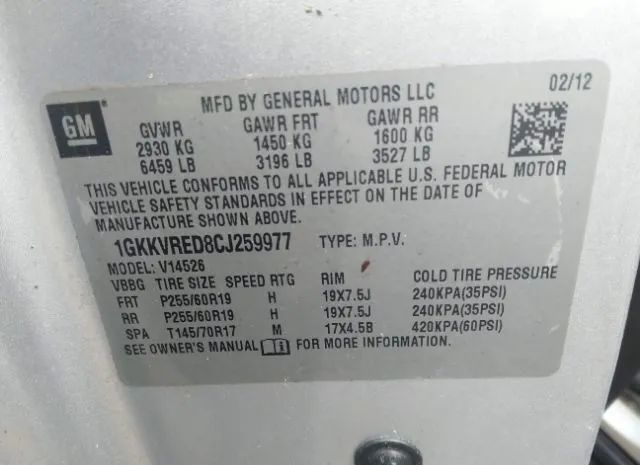 MFD BY GENERAL MOTORS LLC 02/12
GM
GVWR GAWR FRT GAWR RR
2930 KG 1450 KG 1600 KG
6459 LB 3196 LB 3527 LB
THIS VEHICLE CONFORMS TO ALL APPLICABLE U.S. FEDERAL MOTOR
VEHICLE SAFETY STANDARDS IN EFFECT ON THE DATE OF
MANUFACTURE SHOWN ABOVE.
1GKKVRED8CJ259977 TYPE: M.P.V.
MODEL: V14526
VBBG TIRE SIZE SPEED RTG RIM COLD TIRE PRESSURE
FRT P255/60R19 H 19X7.5J 240KPA(35PSI)
RR P255/60R19 H 19X7.5J 240KPA(35PSI)
SPA T145/70R17 M 17X4.5B 420KPA(60PSI)
SEE OWNER'S MANUAL FOR MORE INFORMATION.